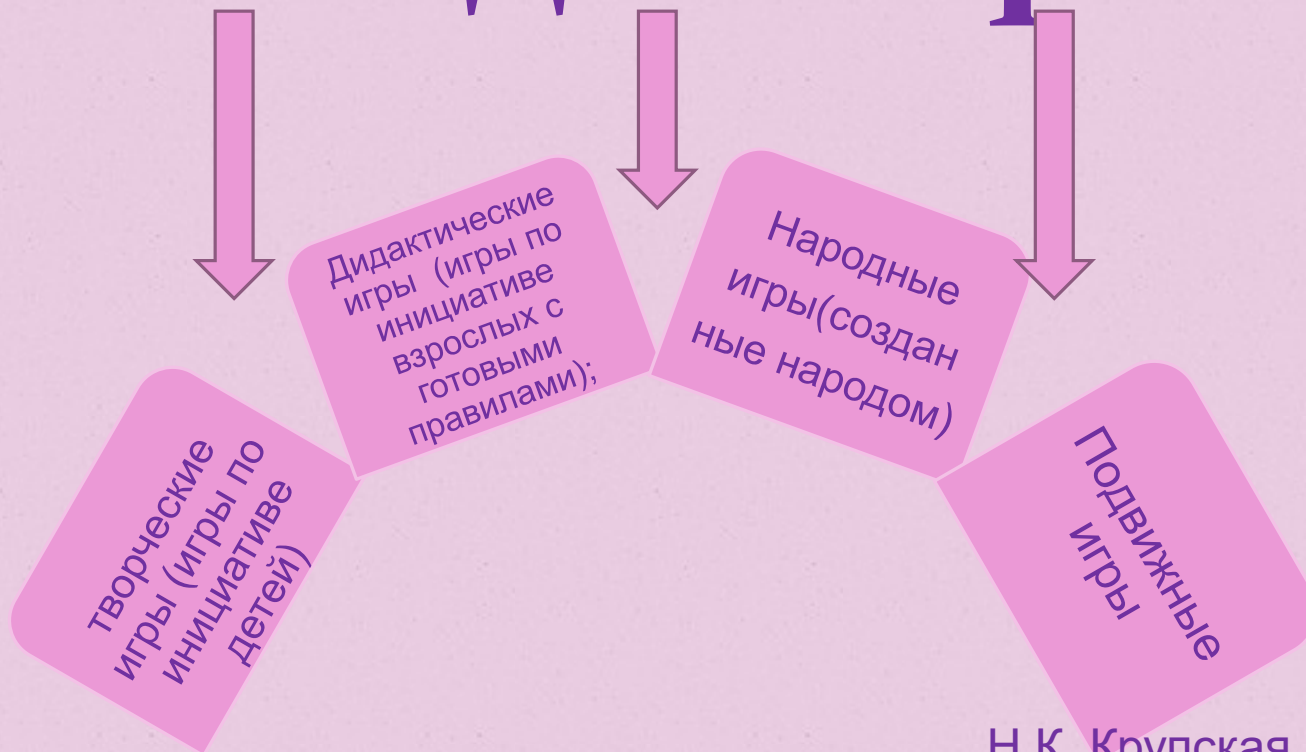 творческие
игры (игры по
инициативе
детей)
Дидактические
игры (игры по
инициативе
взрослых с
готовыми
правилами);
Народные
игры(создан
ные народом)
Подвижные
игры
Н.К. Крупская